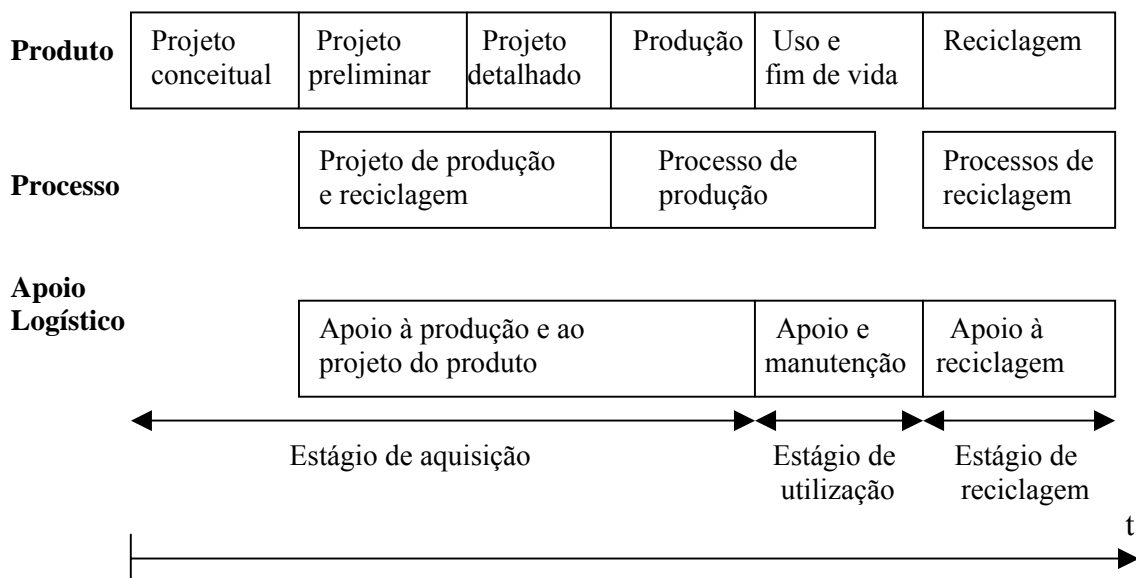 Produto
Projeto
conceitual
Projeto
preliminar
Projeto
detalhado
Produção
Uso e
fim de vida
Reciclagem
Processo
Projeto de produção
e reciclagem
Processo de
produção
Processos de
reciclagem
Apoio
Logístico
Apoio à produção e ao
projeto do produto
Apoio e
manutenção
Apoio à
reciclagem
Estágio de aquisição
Estágio de
utilização
Estágio de
reciclagem
t